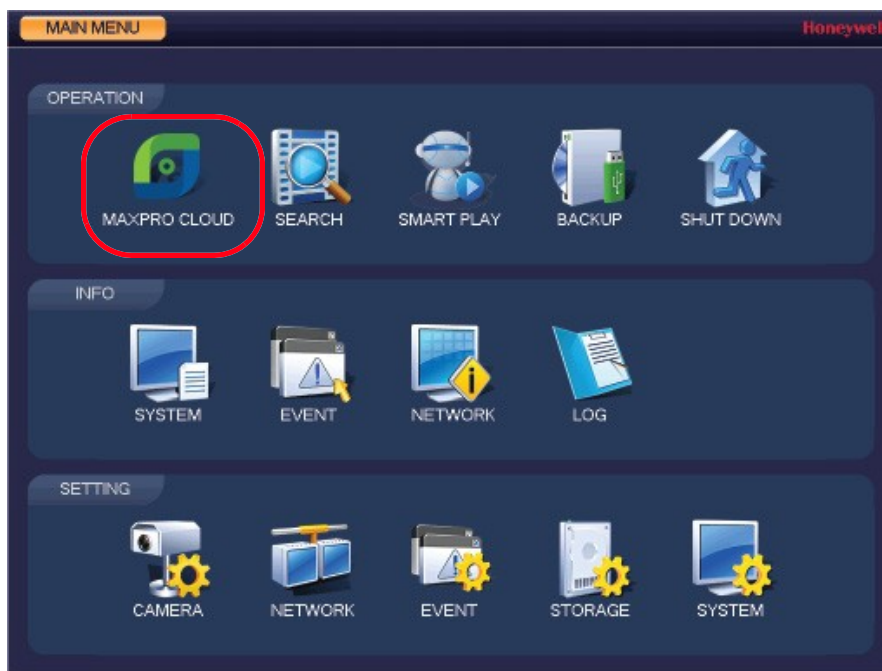 MAIN MENU
Honeywell
OPERATION
MAXPRO CLOUD
SEARCH
SMART PLAY
BACKUP
SHUT DOWN
INFO
SYSTEM
EVENT
NETWORK
LOG
SETTING
CAMERA
NETWORK
EVENT
STORAGE
SYSTEM